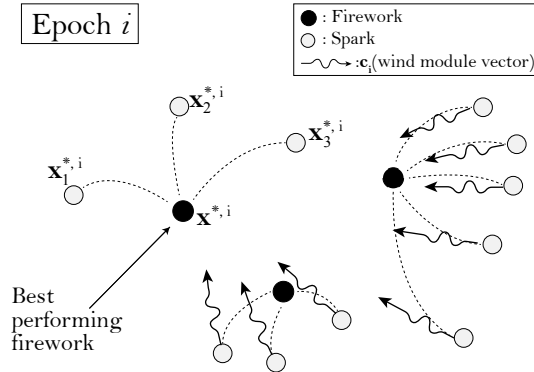 Epoch i
: Firework
: Spark
:c_i(wind module vector)
x_2^{*, i}
x_3^{*, i}
x_1^{*, i}
x^{*, i}
Best
performing
firework